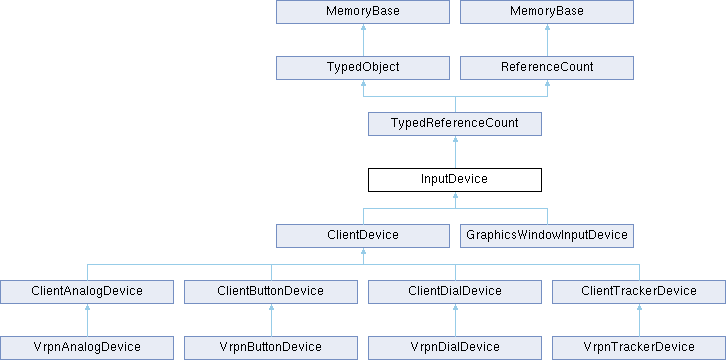 MemoryBase
MemoryBase
TypedObject
ReferenceCount
TypedReferenceCount
InputDevice
ClientDevice
GraphicsWindowInputDevice
ClientAnalogDevice
ClientButtonDevice
ClientDialDevice
ClientTrackerDevice
VrpnAnalogDevice
VrpnButtonDevice
VrpnDialDevice
VrpnTrackerDevice